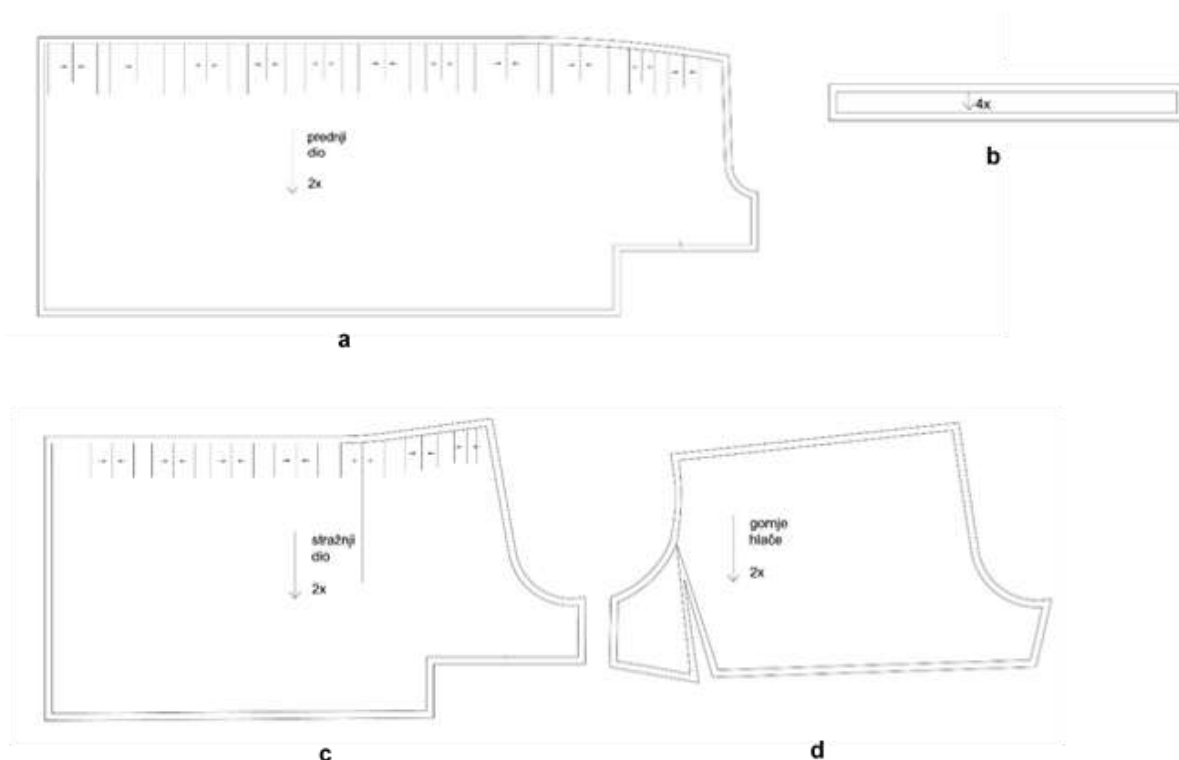 prednji
dio
2x
a
4x
b
stražnji
dio
2x
c
gornje
hlače
2x
d